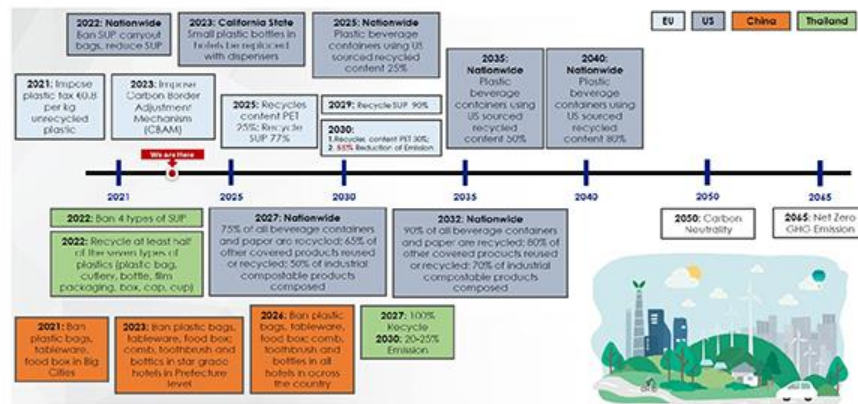 EU
US
China
Thailand
2022: Nationwide
Ban SUP carryout
bags, reduce SUP
2023: California State
Small plastic bottles in
hotels be replaced
with dispensers
2025: Nationwide
Plastic beverage
containers using US
sourced recycled
content 25%
2035:
Nationwide
Plastic
beverage
containers using
US sourced
recycled
content 50%
2040:
Nationwide
Plastic
beverage
containers using
US sourced
recycled
content 80%
2021: Impose
plastic tax €0.8
per kg
unrecycled
plastic
2023: Impose
Carbon Border
Adjustment
Mechanism
(CBAM)
2025: Recycles
content PET
25%; Recycle
SUP 77%
2029: Recycle SUP 90%
2030:
1.Recycles content PET 30%;
2. 55% Reduction of Emission
We are Here
2021
2025
2030
2035
2040
2050
2065
2022: Ban 4 types of SUP
2022: Recycle at least half
of the seven types of
plastics (plastic bag,
cutlery, bottle, film
packaging, box, cap, cup)
2027: Nationwide
75% of all beverage containers
and paper are recycled; 65% of
other covered products reused
or recycled; 50% of industrial
compostable products
composed
2032: Nationwide
90% of all beverage containers
and paper are recycled; 80% of
other covered products reused
or recycled; 70% of industrial
compostable products
composed
2050: Carbon
Neutrality
2065: Net Zero
GHG Emission
2021: Ban
plastic bags,
tableware,
food box in Big
Cities
2023: Ban plastic bags,
tableware, food box;
comb, toothbrush and
bottles in star grade
hotels in Prefecture
level
2026: Ban plastic
bags, tableware,
food box; comb,
toothbrush and
bottles in all
hotels in across
the country
2027: 100%
Recycle
2030: 20-25%
Emission